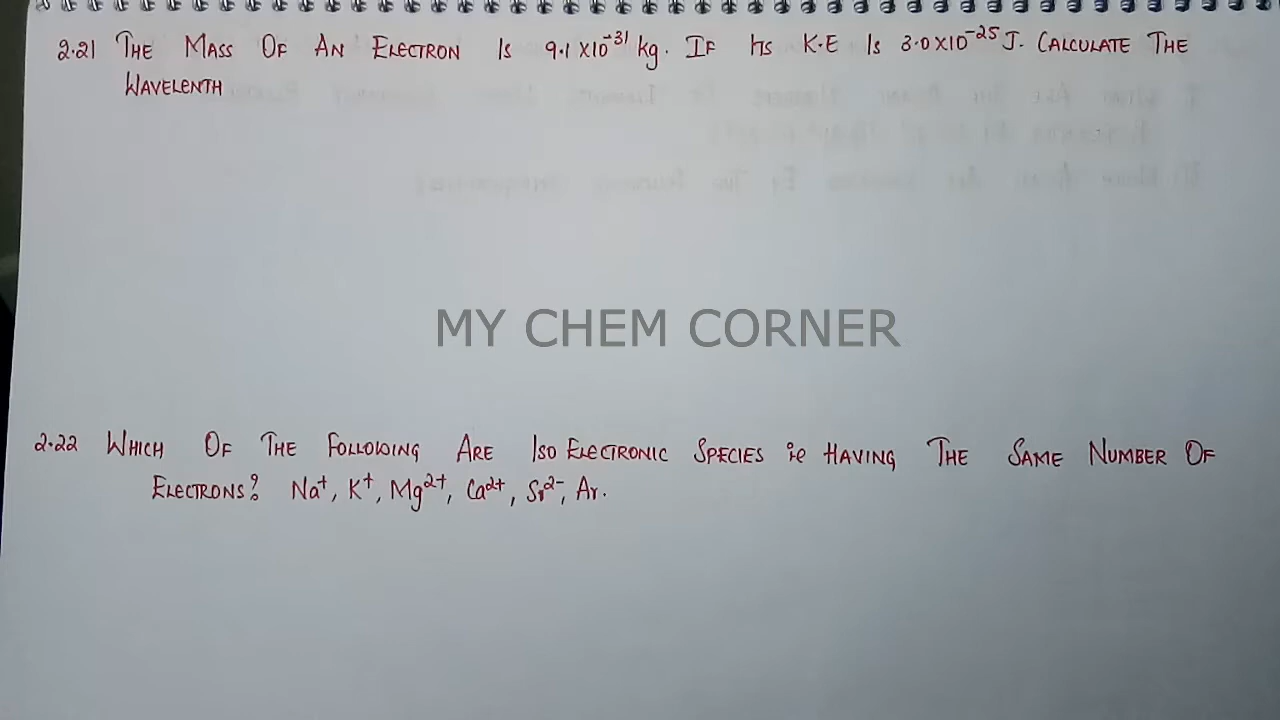 2.21 THE MASS OF AN ELECTRON IS 9.1 X10⁻³¹ kg. IF ITS K.E IS 3.0X10⁻²⁵ J. CALCULATE THE
WAVELENTH
MY CHEM CORNER
2.22 WHICH OF THE FOLLOWING ARE ISO ELECTRONIC SPECIES ie HAVING THE SAME NUMBER OF
ELECTRONS? Na⁺, K⁺, Mg²⁺, Ca²⁺, S²⁻, Ar.